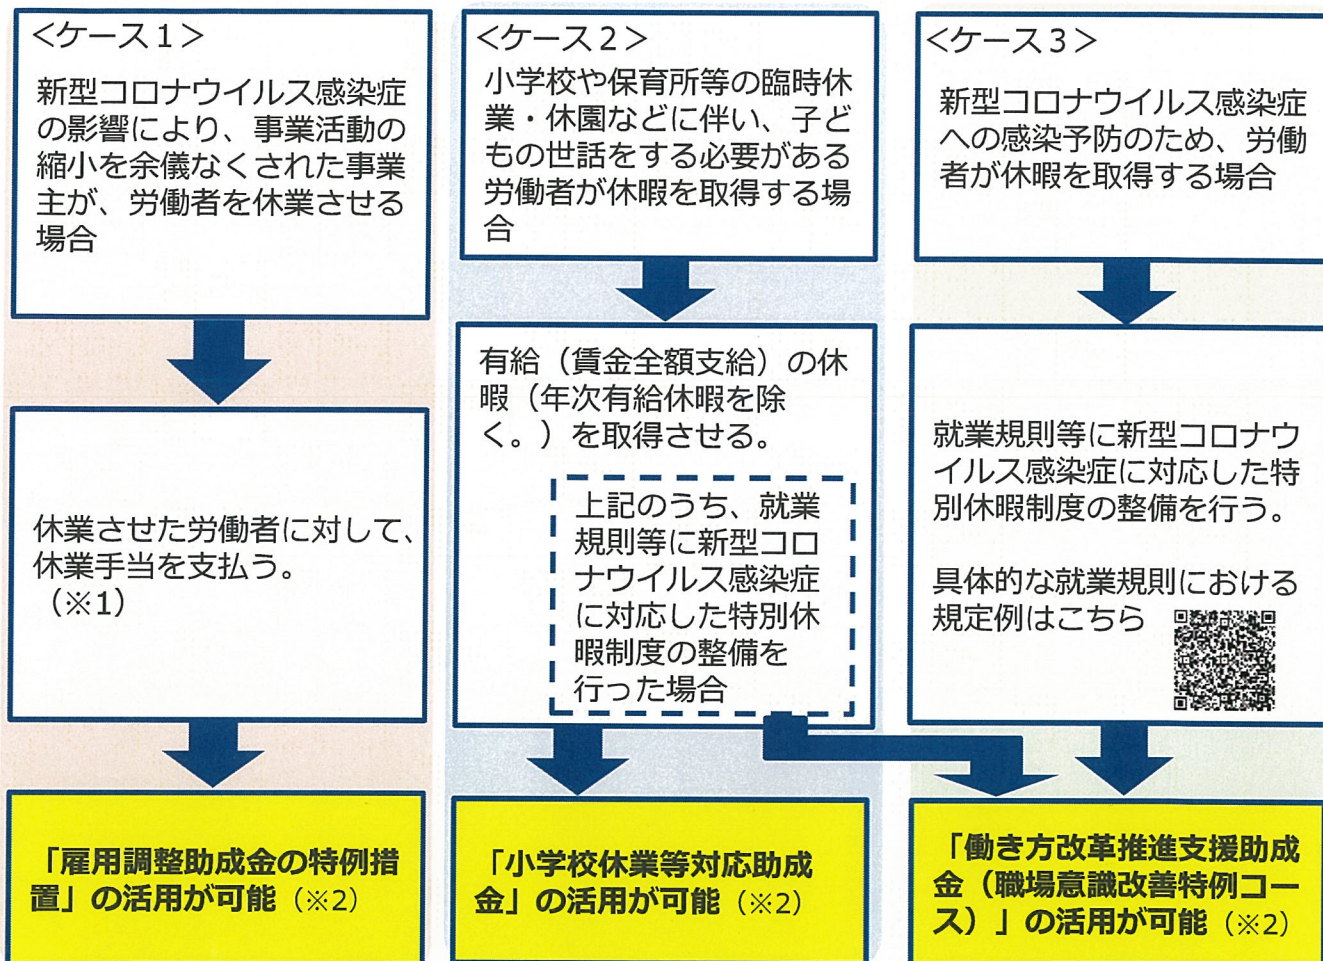 <ケース１>
新型コロナウイルス感染症
の影響により、事業活動の
縮小を余儀なくされた事業
主が、労働者を休業させる
場合
休業させた労働者に対して、
休業手当を支払う。
（※1）
「雇用調整助成金の特例措
置」の活用が可能（※2）
<ケース２>
小学校や保育所等の臨時休
業・休園などに伴い、子ど
もの世話をする必要がある
労働者が休暇を取得する場
合
有給（賃金全額支給）の休
暇（年次有給休暇を除
く。）を取得させる。
上記のうち、就業
規則等に新型コロ
ナウイルス感染症
に対応した特別休
暇制度の整備を
行った場合
「小学校休業等対応助成
金」の活用が可能（※2）
<ケース３>
新型コロナウイルス感染症
への感染予防のため、労働
者が休暇を取得する場合
就業規則等に新型コロナウ
イルス感染症に対応した特
別休暇制度の整備を行う。
具体的な就業規則における
規定例はこちら
「働き方改革推進支援助成
金（職場意識改善特例コー
ス）」の活用が可能（※2）